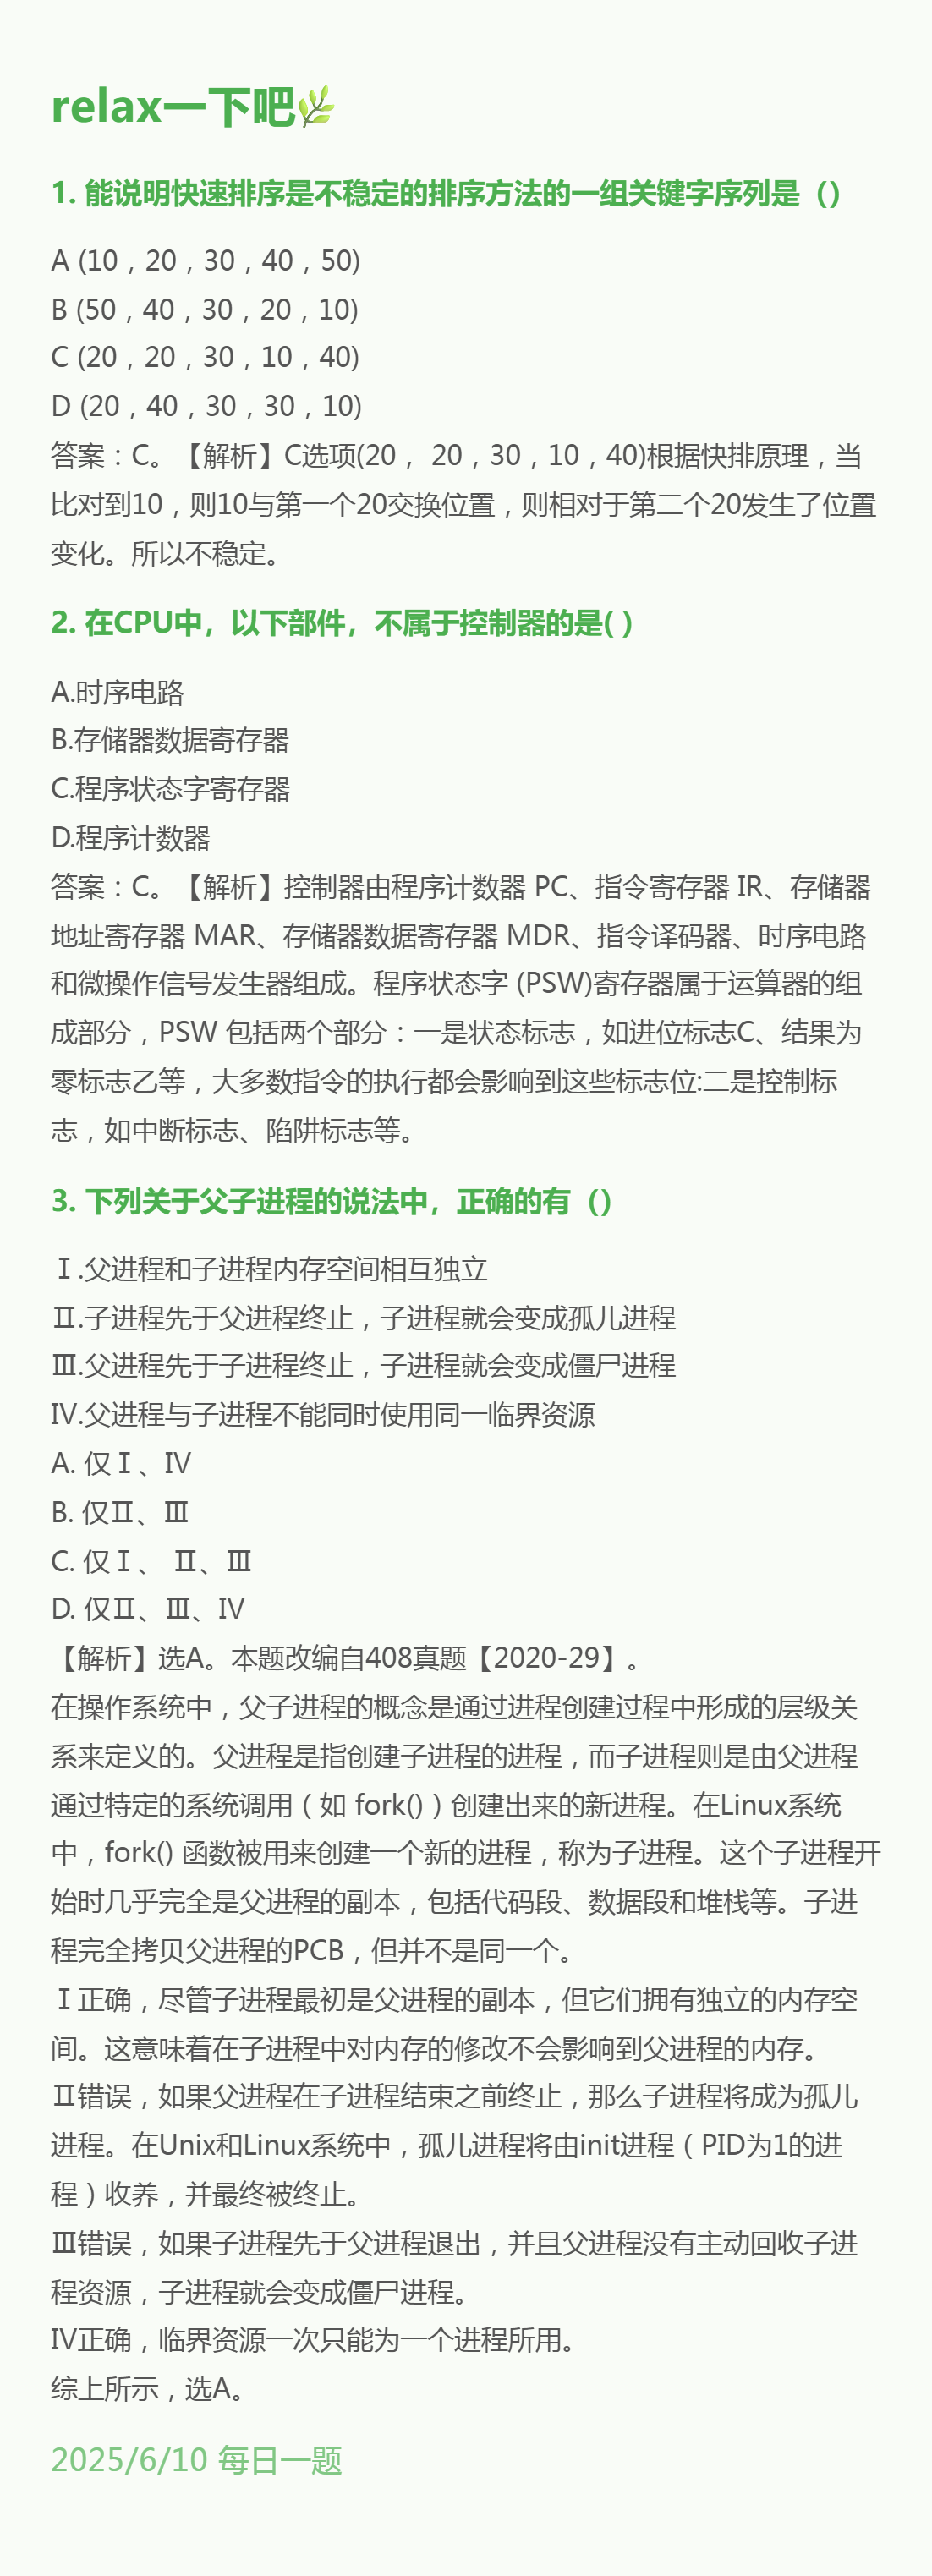 relax一下吧🌿
1. 能说明快速排序是不稳定的排序方法的一组关键字序列是（）
A (10，20，30，40，50)
B (50，40，30，20，10)
C (20，20，30，10，40)
D (20，40，30，30，10)
答案：C。【解析】C选项(20， 20，30，10，40)根据快排原理，当
比对到10，则10与第一个20交换位置，则相对于第二个20发生了位置
变化。所以不稳定。
2. 在CPU中，以下部件，不属于控制器的是( )
A.时序电路
B.存储器数据寄存器
C.程序状态字寄存器
D.程序计数器
答案：C。【解析】控制器由程序计数器 PC、指令寄存器 IR、存储器
地址寄存器 MAR、存储器数据寄存器 MDR、指令译码器、时序电路
和微操作信号发生器组成。程序状态字 (PSW)寄存器属于运算器的组
成部分，PSW 包括两个部分：一是状态标志，如进位标志C、结果为
零标志乙等，大多数指令的执行都会影响到这些标志位:二是控制标
志，如中断标志、陷阱标志等。
3. 下列关于父子进程的说法中，正确的有（）
Ⅰ.父进程和子进程内存空间相互独立
Ⅱ.子进程先于父进程终止，子进程就会变成孤儿进程
Ⅲ.父进程先于子进程终止，子进程就会变成僵尸进程
IV.父进程与子进程不能同时使用同一临界资源
A. 仅Ⅰ、IV
B. 仅Ⅱ、Ⅲ
C. 仅Ⅰ、 Ⅱ、Ⅲ
D. 仅Ⅱ、Ⅲ、IV
【解析】选A。本题改编自408真题【2020-29】。
在操作系统中，父子进程的概念是通过进程创建过程中形成的层级关
系来定义的。父进程是指创建子进程的进程，而子进程则是由父进程
通过特定的系统调用（如 fork()）创建出来的新进程。在Linux系统
中，fork() 函数被用来创建一个新的进程，称为子进程。这个子进程开
始时几乎完全是父进程的副本，包括代码段、数据段和堆栈等。子进
程完全拷贝父进程的PCB，但并不是同一个。
Ⅰ正确，尽管子进程最初是父进程的副本，但它们拥有独立的内存空
间。这意味着在子进程中对内存的修改不会影响到父进程的内存。
Ⅱ错误，如果父进程在子进程结束之前终止，那么子进程将成为孤儿
进程。在Unix和Linux系统中，孤儿进程将由init进程（PID为1的进
程）收养，并最终被终止。
Ⅲ错误，如果子进程先于父进程退出，并且父进程没有主动回收子进
程资源，子进程就会变成僵尸进程。
IV正确，临界资源一次只能为一个进程所用。
综上所示，选A。
2025/6/10 每日一题